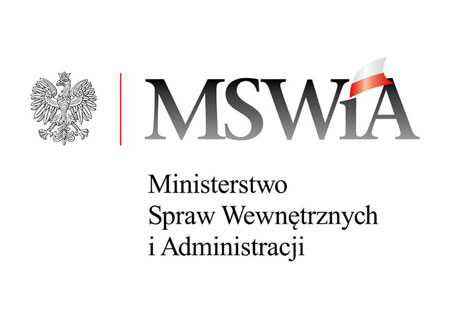 MSWiA
Ministerstwo
Spraw Wewnętrznych
i Administracji